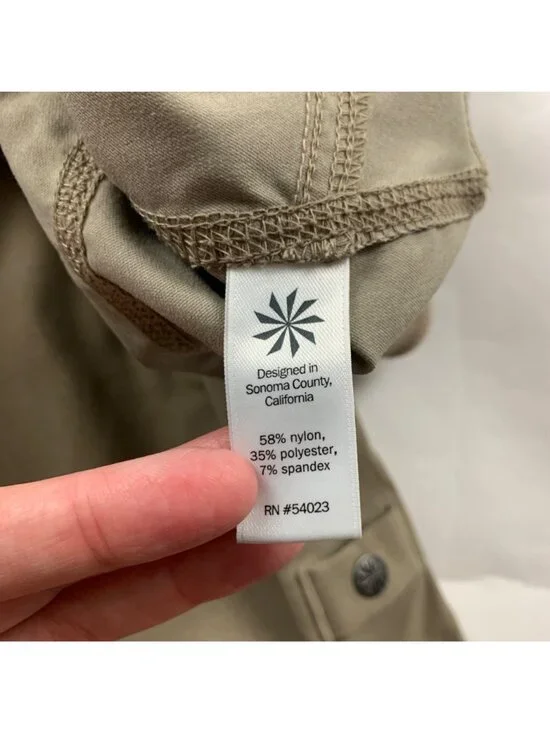 Designed in
Sonoma County,
California
58% nylon,
35% polyester,
7% spandex
RN #54023